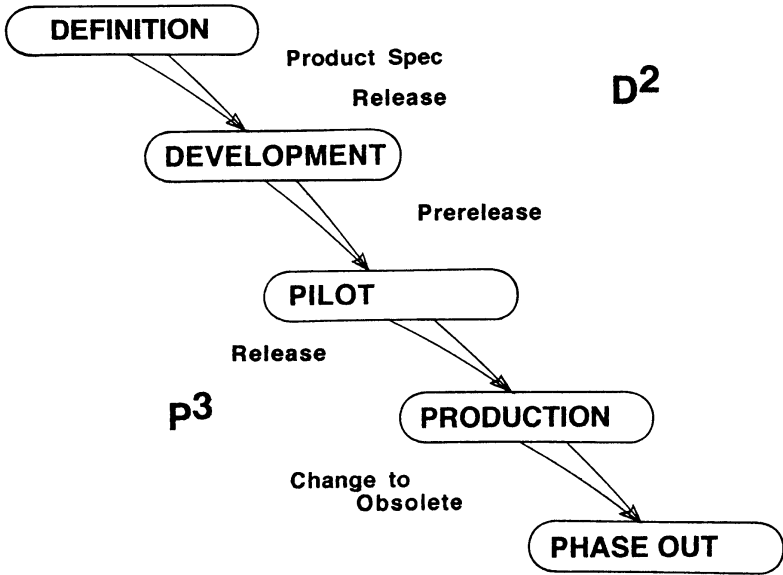 DEFINITION
Product Spec
Release
D²
DEVELOPMENT
Prerelease
PILOT
Release
P³
PRODUCTION
Change to
Obsolete
PHASE OUT